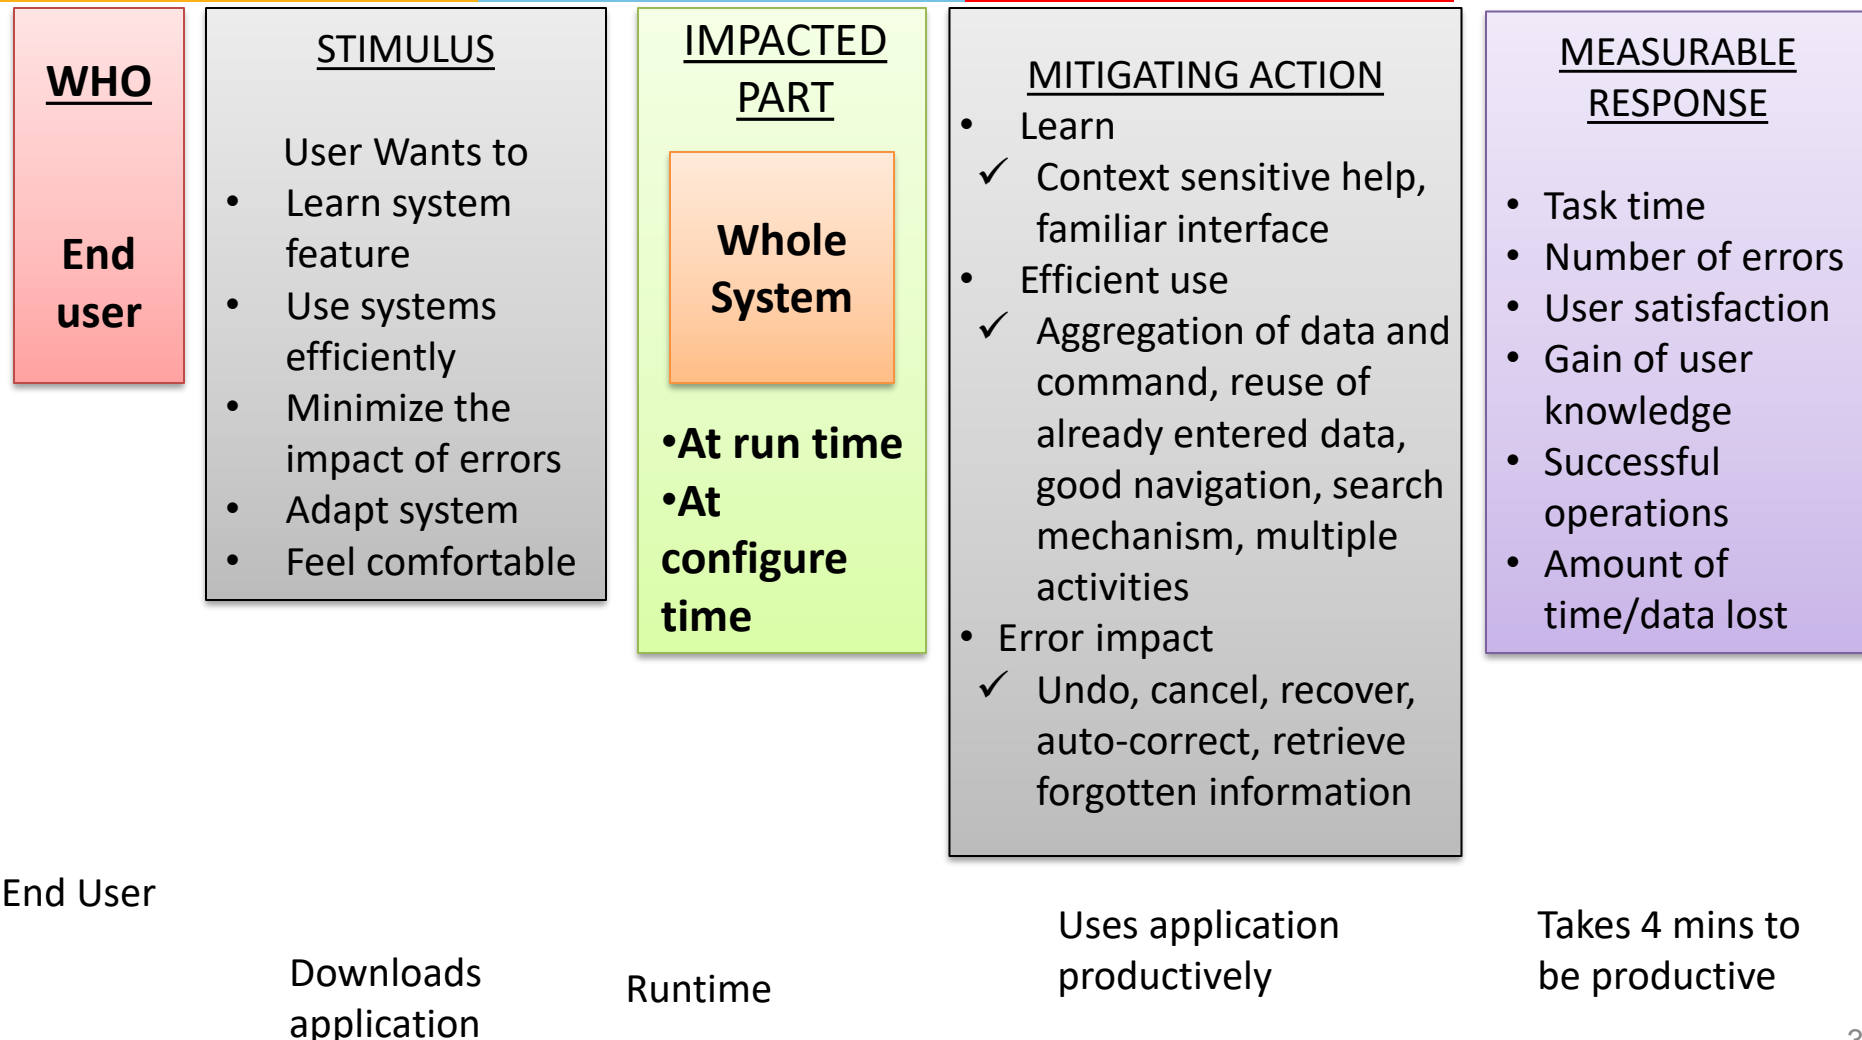 WHO
End
user
STIMULUS
User Wants to
• Learn system
feature
• Use systems
efficiently
• Minimize the
impact of errors
• Adapt system
• Feel comfortable
IMPACTED
PART
Whole
System
•At run time
•At
configure
time
MITIGATING ACTION
• Learn
✓ Context sensitive help,
familiar interface
• Efficient use
✓ Aggregation of data and
command, reuse of
already entered data,
good navigation, search
mechanism, multiple
activities
• Error impact
✓ Undo, cancel, recover,
auto-correct, retrieve
forgotten information
MEASURABLE
RESPONSE
• Task time
• Number of errors
• User satisfaction
• Gain of user
knowledge
• Successful
operations
• Amount of
time/data lost
End User
Downloads
application
Runtime
Uses application
productively
Takes 4 mins to
be productive